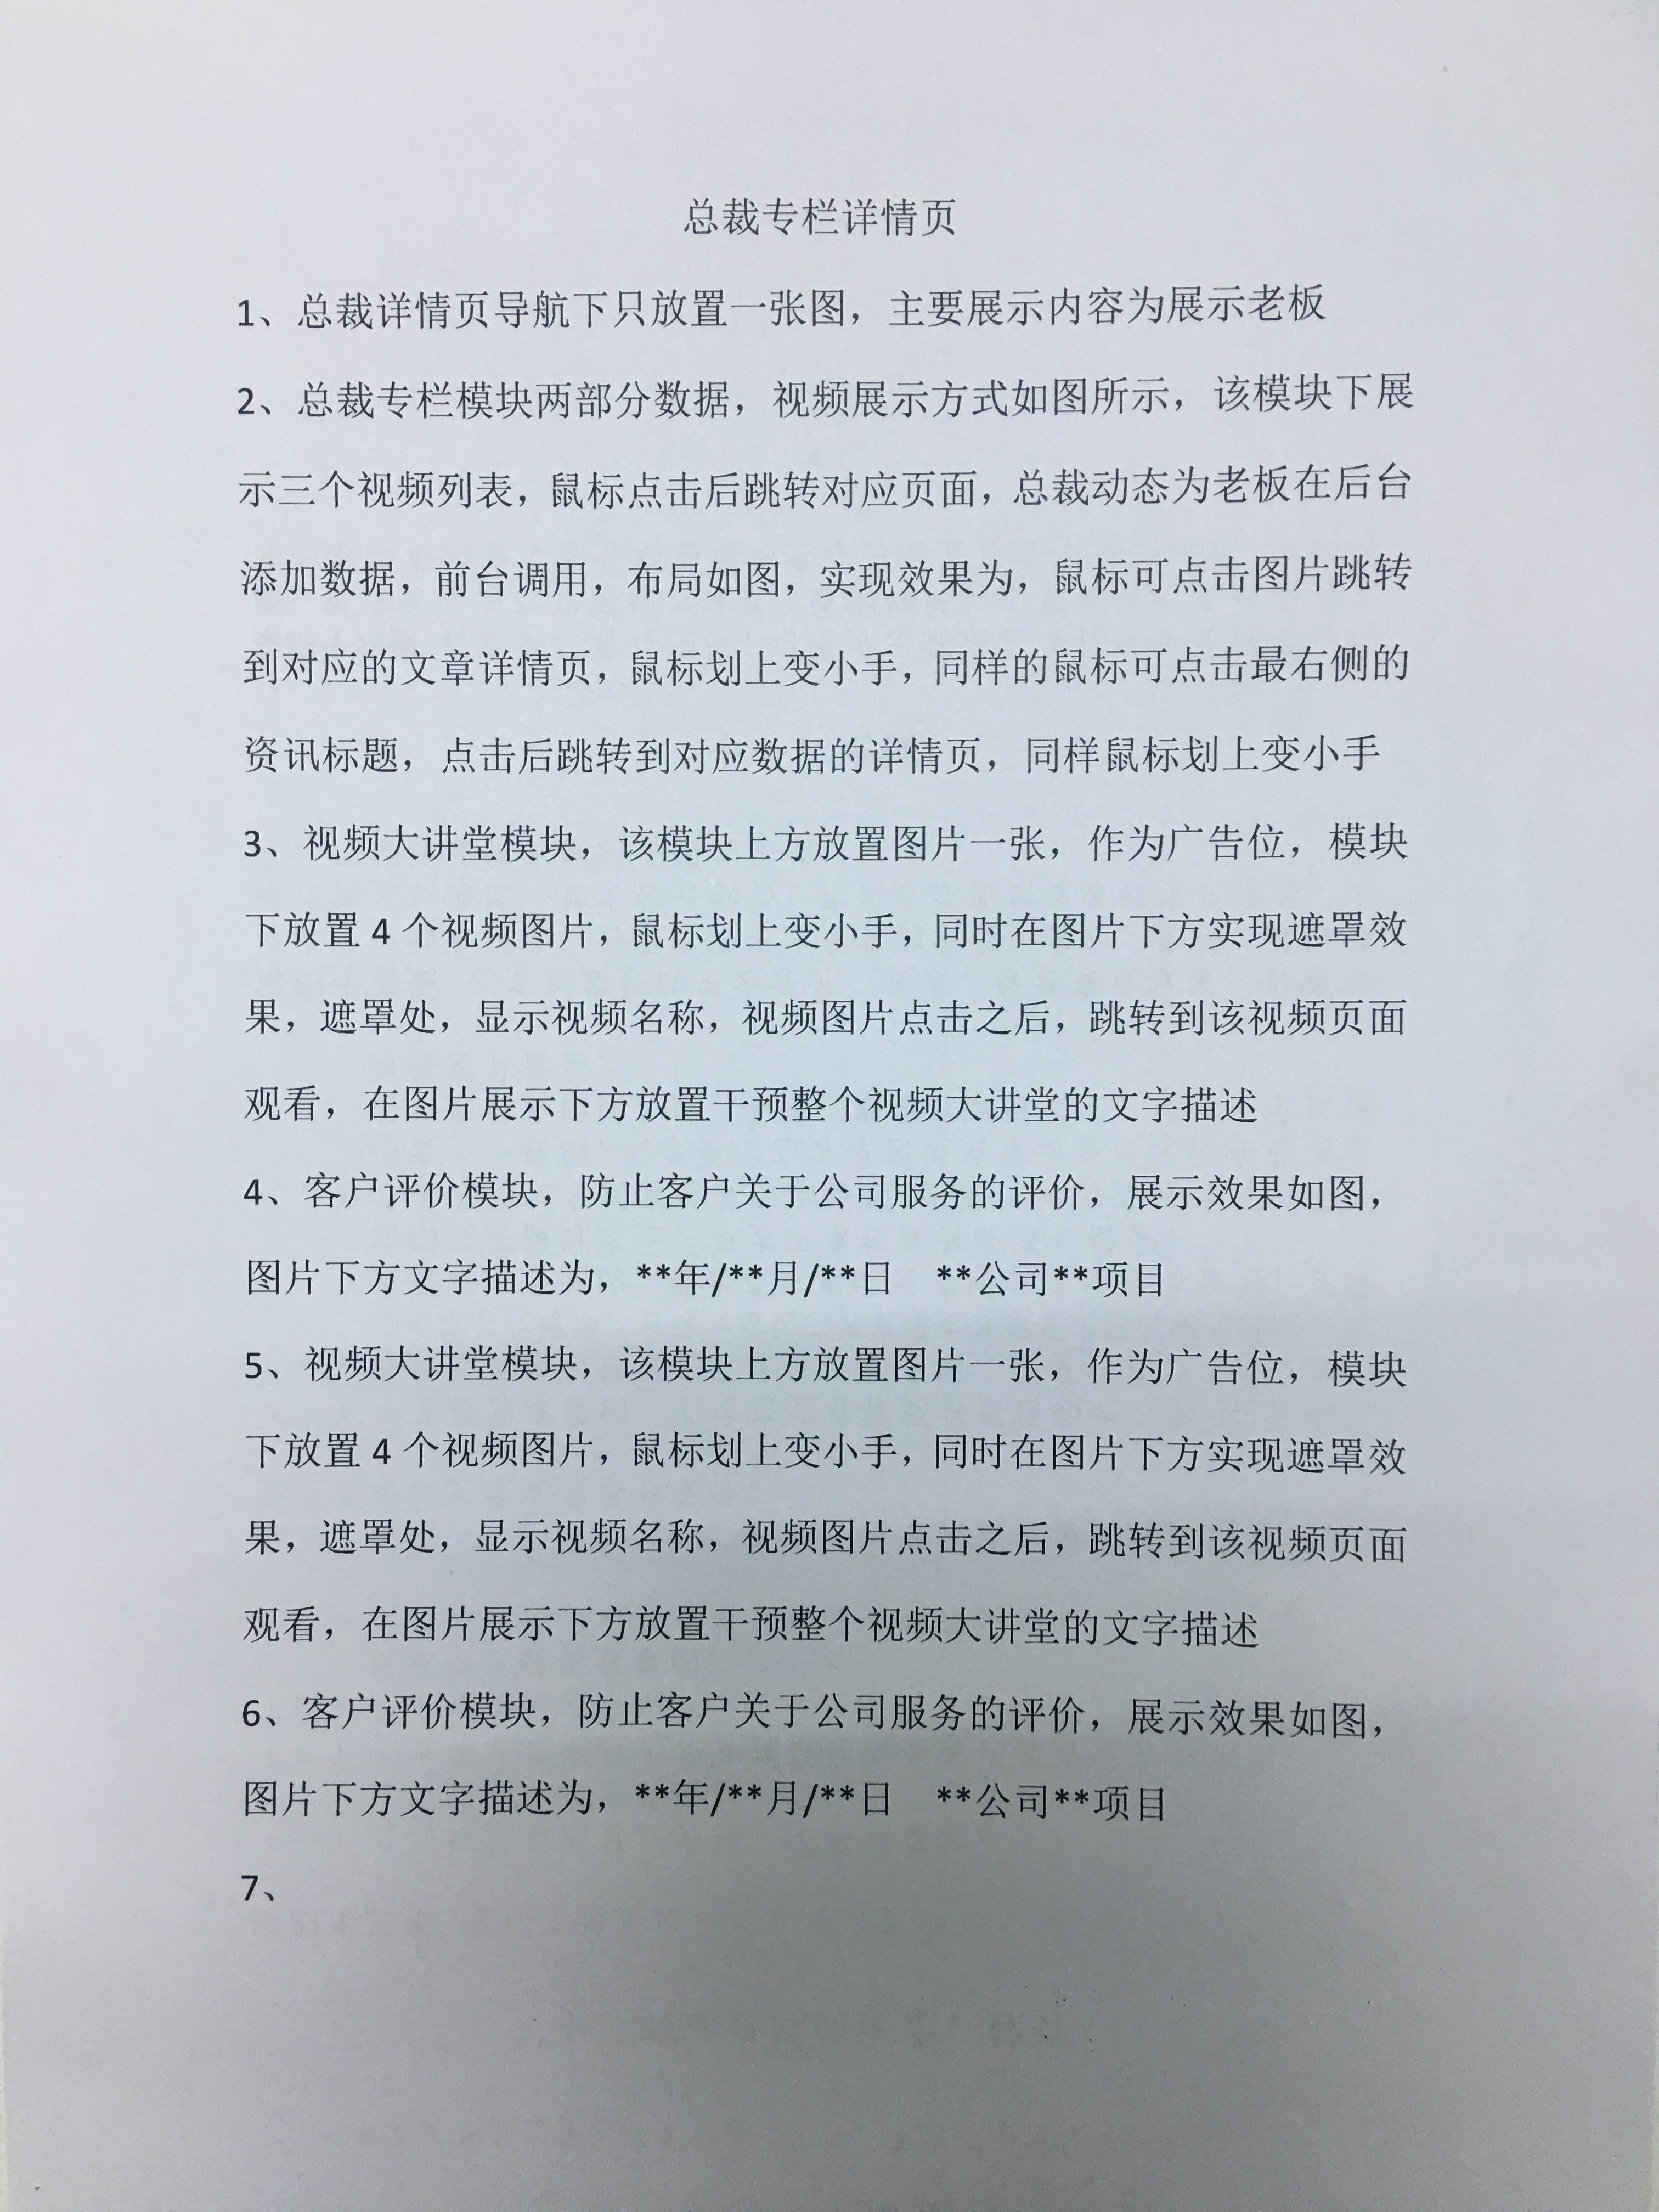 总裁专栏详情页
1、总裁详情页导航下只放置一张图，主要展示内容为展示老板
2、总裁专栏模块两部分数据，视频展示方式如图所示，该模块下展
示三个视频列表，鼠标点击后跳转对应页面，总裁动态为老板在后台
添加数据，前台调用，布局如图，实现效果为，鼠标可点击图片跳转
到对应的文章详情页，鼠标划上变小手，同样的鼠标可点击最右侧的
资讯标题，点击后跳转到对应数据的详情页，同样鼠标划上变小手
3、视频大讲堂模块，该模块上方放置图片一张，作为广告位，模块
下放置 4 个视频图片，鼠标划上变小手，同时在图片下方实现遮罩效
果，遮罩处，显示视频名称，视频图片点击之后，跳转到该视频页面
观看，在图片展示下方放置干预整个视频大讲堂的文字描述
4、客户评价模块，防止客户关于公司服务的评价，展示效果如图，
图片下方文字描述为，**年/**月/**日　**公司**项目
5、视频大讲堂模块，该模块上方放置图片一张，作为广告位，模块
下放置 4 个视频图片，鼠标划上变小手，同时在图片下方实现遮罩效
果，遮罩处，显示视频名称，视频图片点击之后，跳转到该视频页面
观看，在图片展示下方放置干预整个视频大讲堂的文字描述
6、客户评价模块，防止客户关于公司服务的评价，展示效果如图，
图片下方文字描述为，**年/**月/**日　**公司**项目
7、